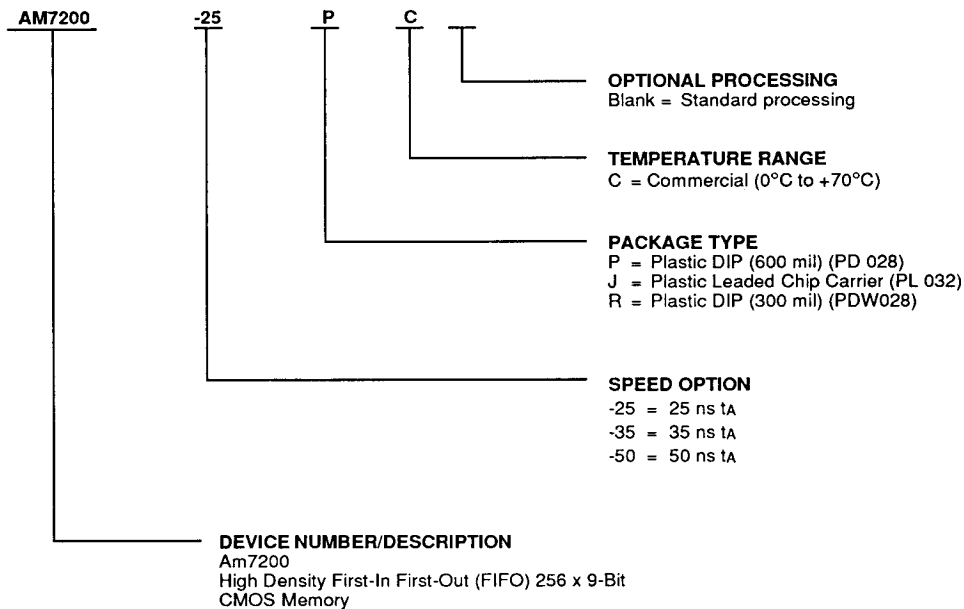 AM7200 -25 P C
OPTIONAL PROCESSING
Blank = Standard processing
TEMPERATURE RANGE
C = Commercial (0°C to +70°C)
PACKAGE TYPE
P = Plastic DIP (600 mil) (PD 028)
J = Plastic Leaded Chip Carrier (PL 032)
R = Plastic DIP (300 mil) (PDW028)
SPEED OPTION
-25 = 25 ns tA
-35 = 35 ns tA
-50 = 50 ns tA
DEVICE NUMBER/DESCRIPTION
Am7200
High Density First-In First-Out (FIFO) 256 x 9-Bit
CMOS Memory